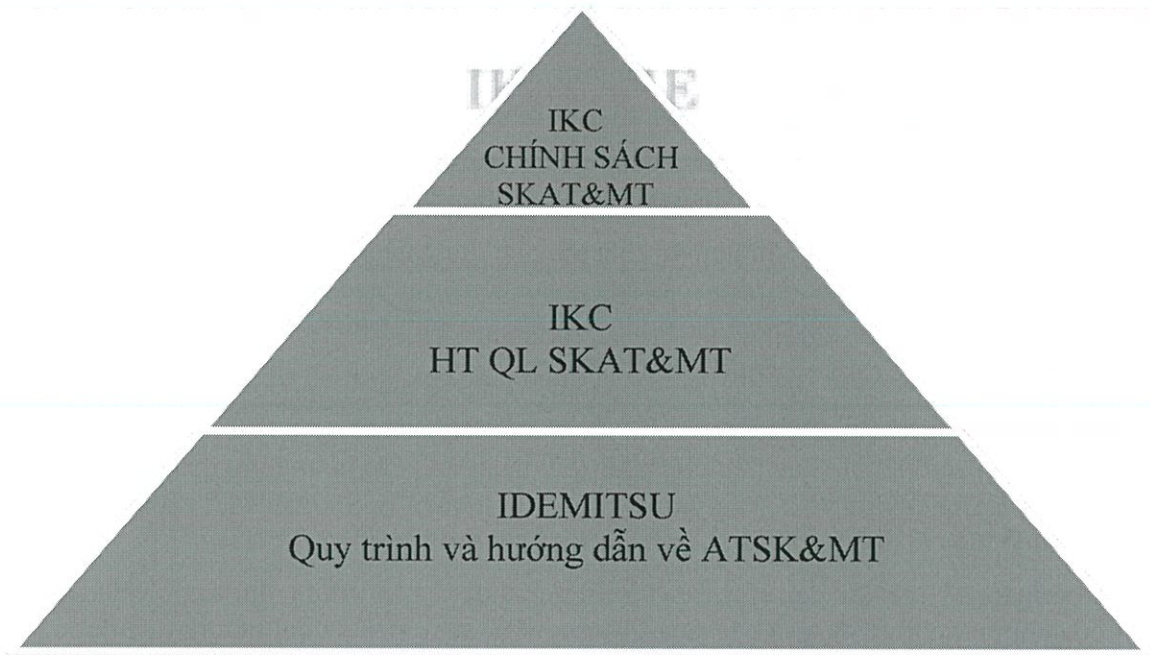 IKC
CHÍNH SÁCH
SKAT&MT
IKC
HT QL SKAT&MT
IDEMITSU
Quy trình và hướng dẫn về ATSK&MT